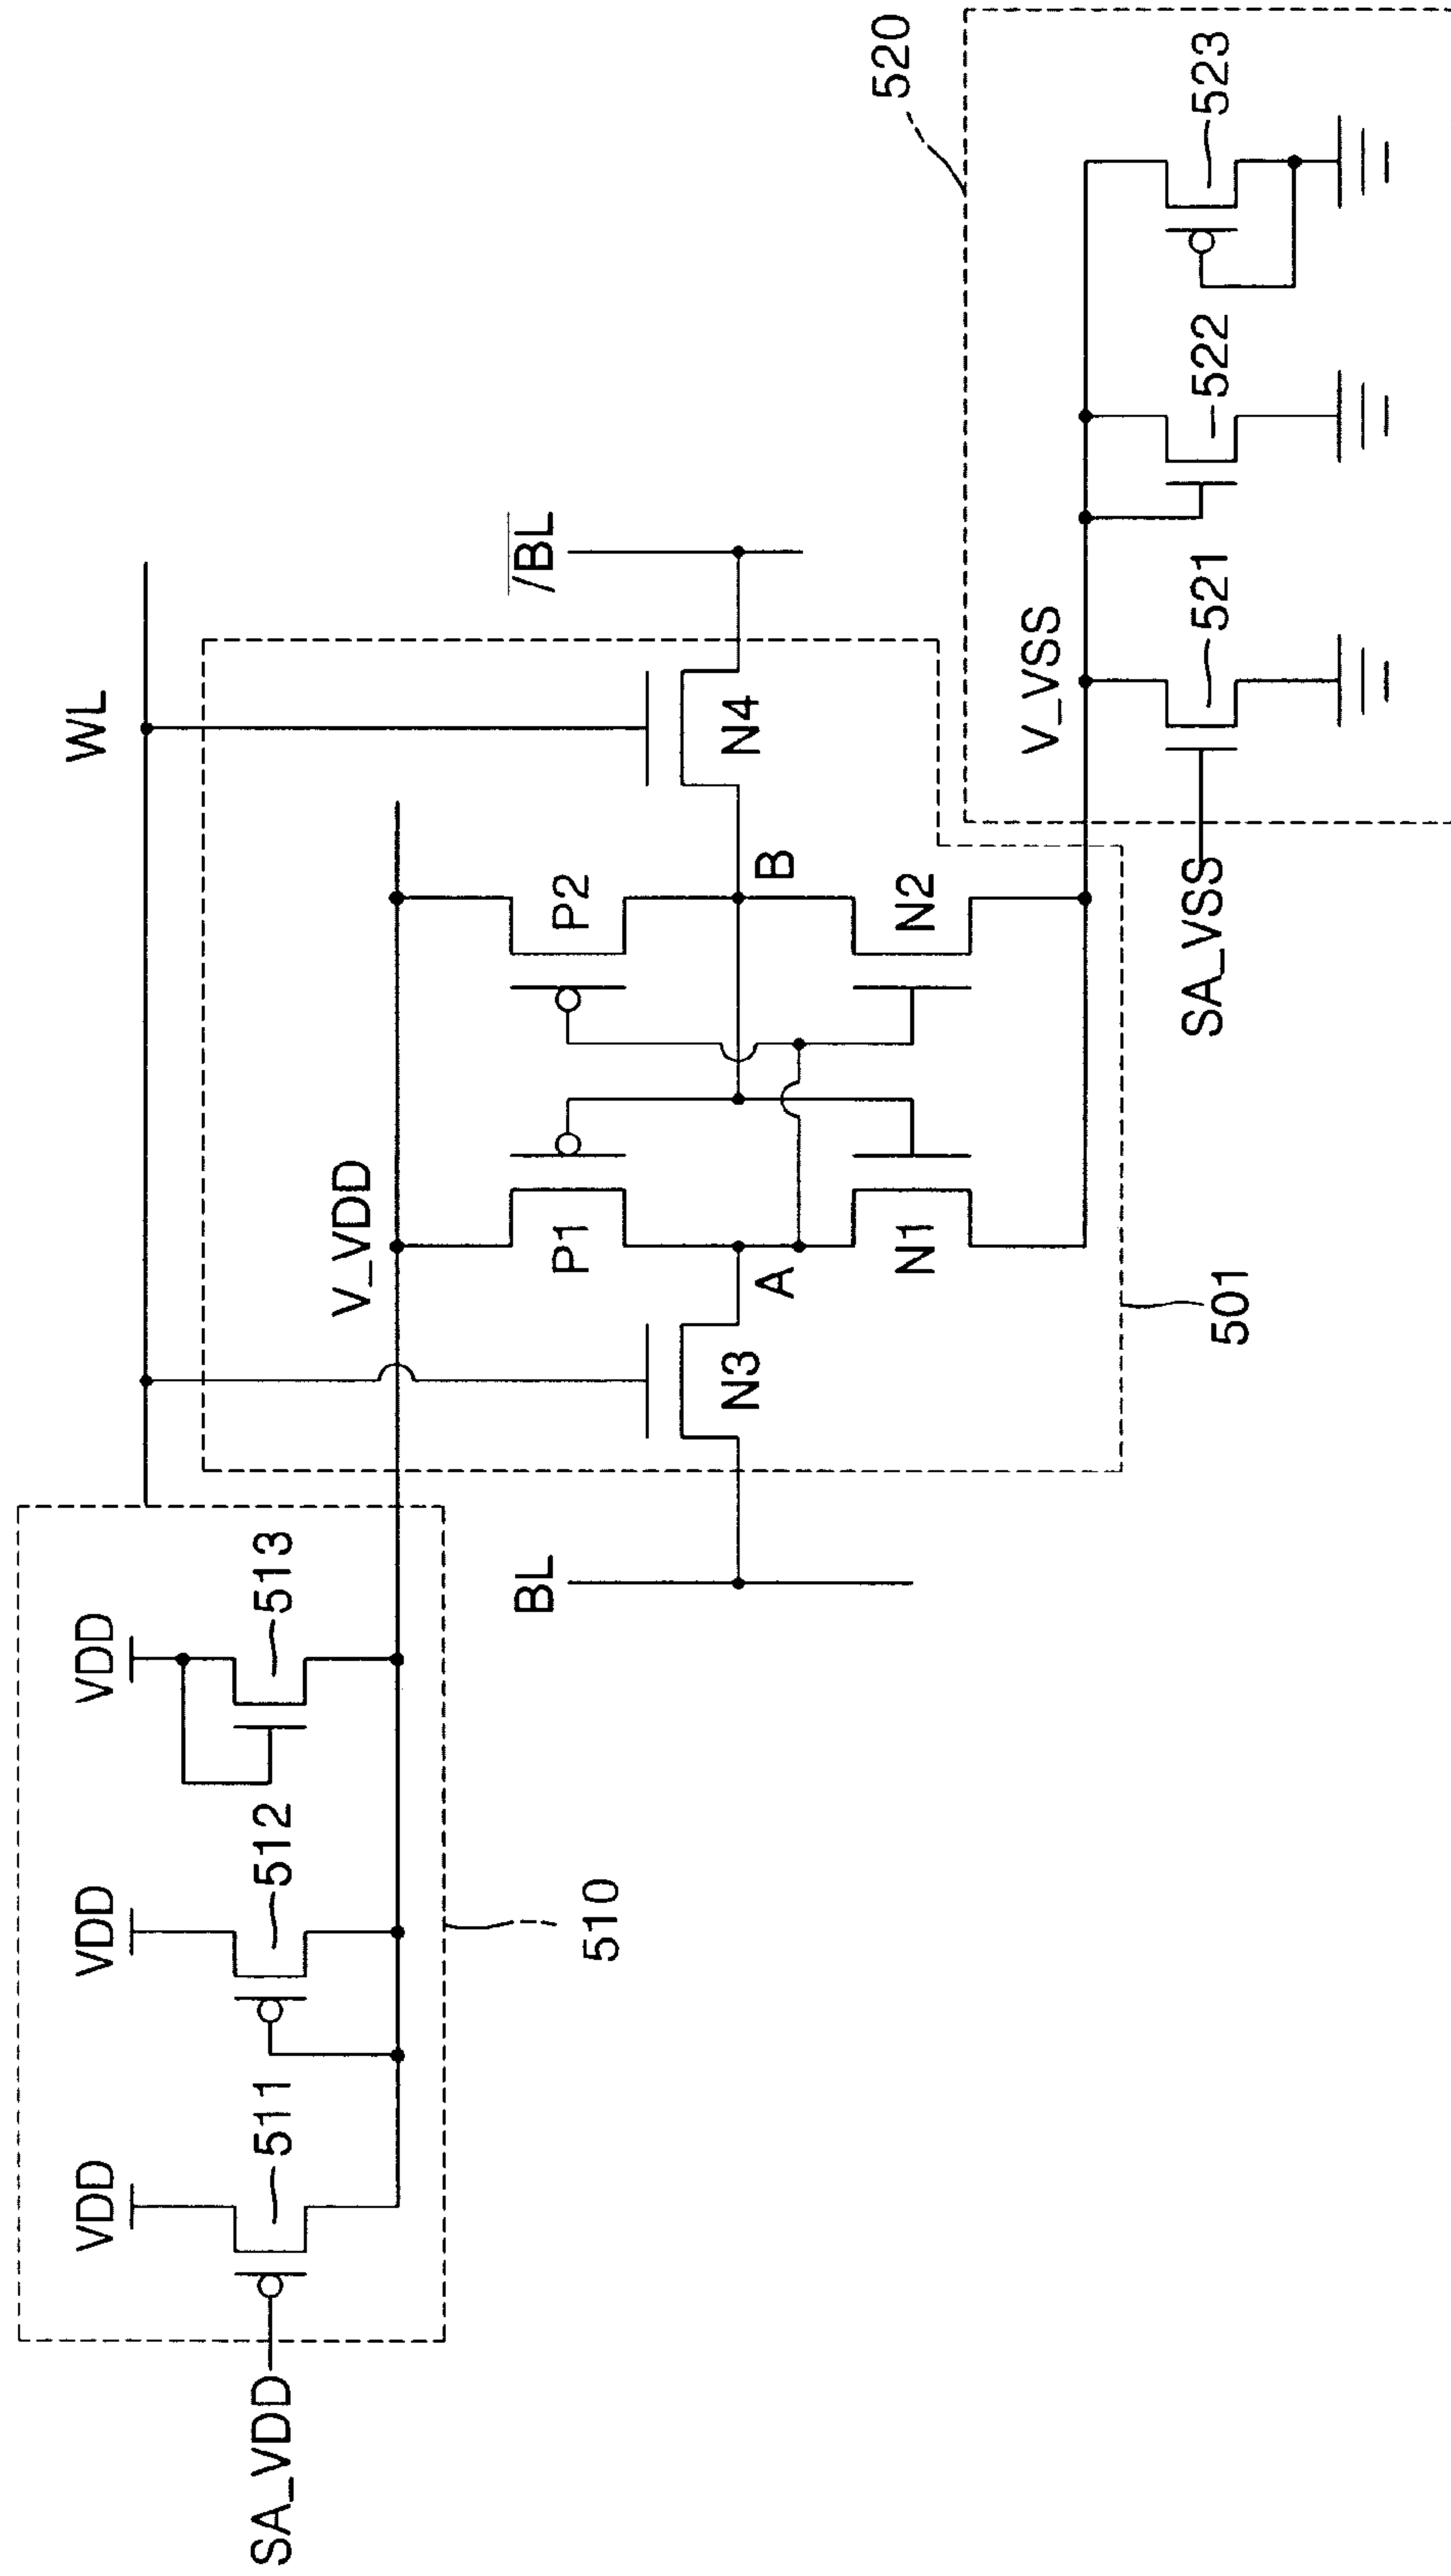 WL
VDD
VDD
VDD
511
512
513
SA_VDD
V_VDD
510
BL
/BL
P1
P2
N3
N4
A
B
N1
N2
V_VSS
520
501
SA_VSS
521
522
523